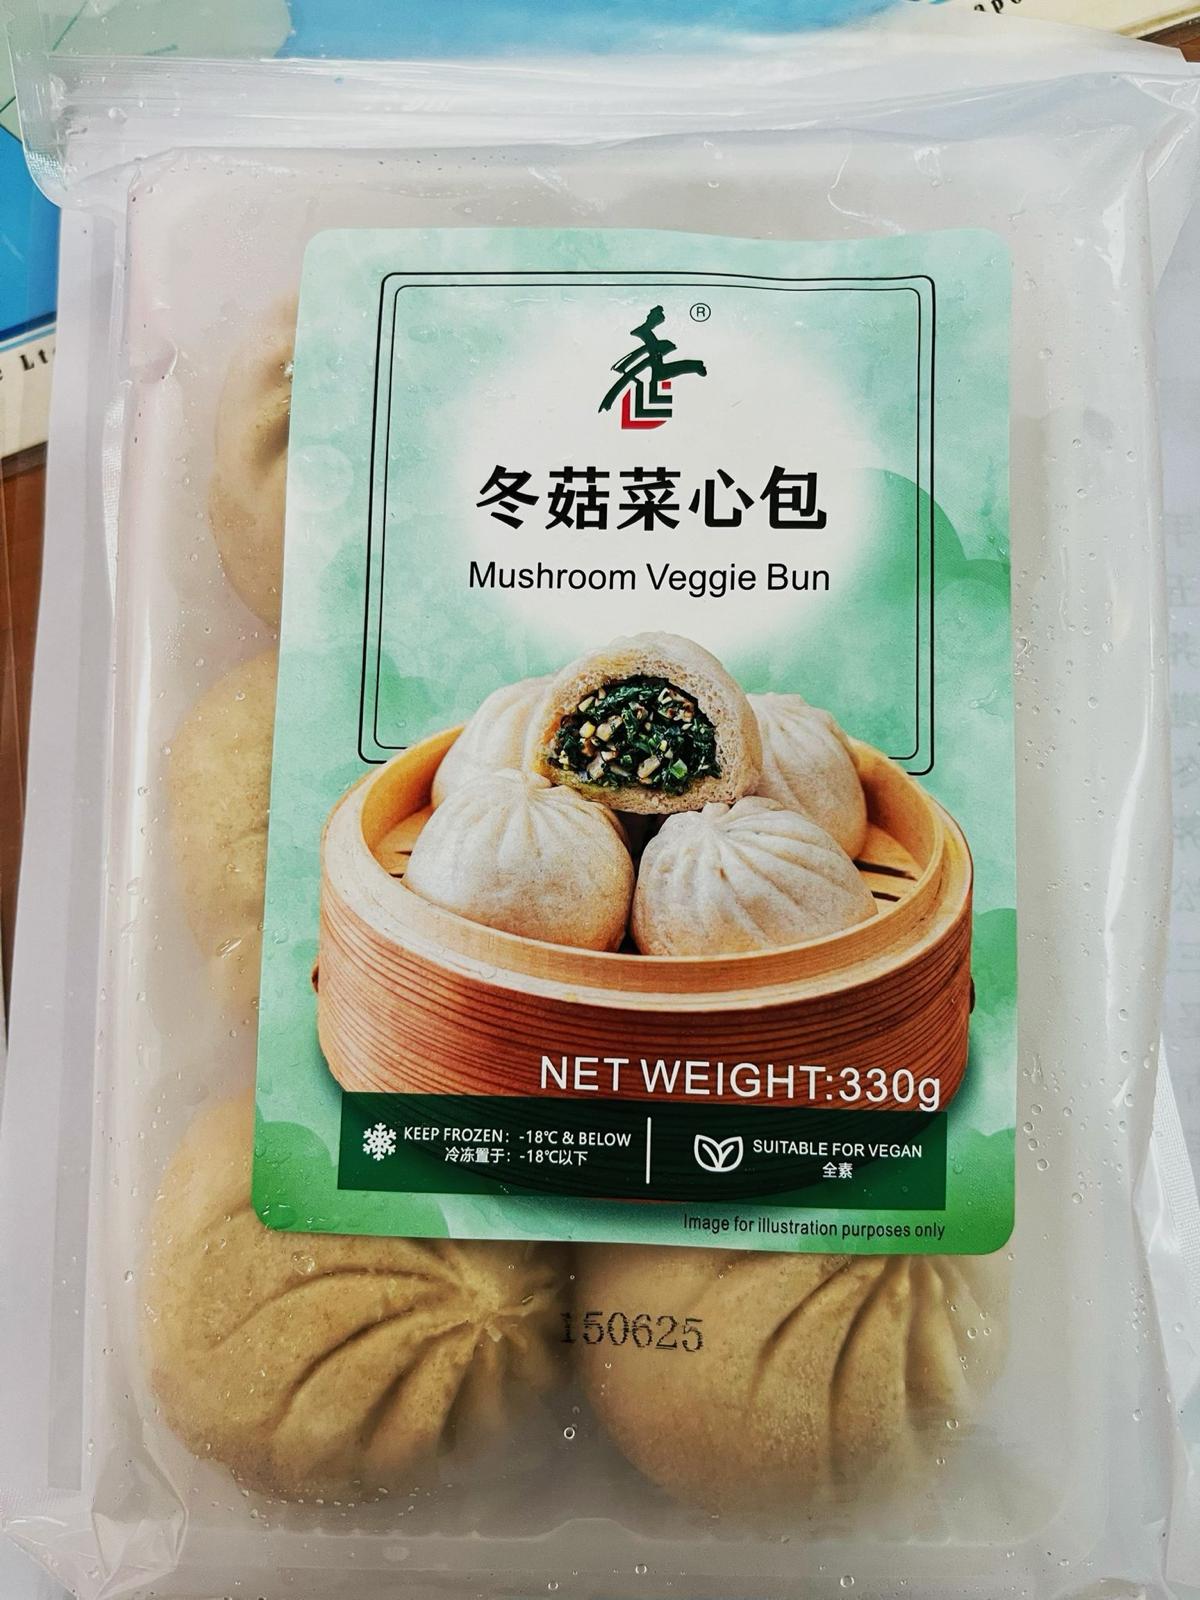 ®
冬菇菜心包
Mushroom Veggie Bun
NET WEIGHT:330g
KEEP FROZEN: -18℃ & BELOW
冷冻置于: -18℃以下
SUITABLE FOR VEGAN
全素
Image for illustration purposes only
150625